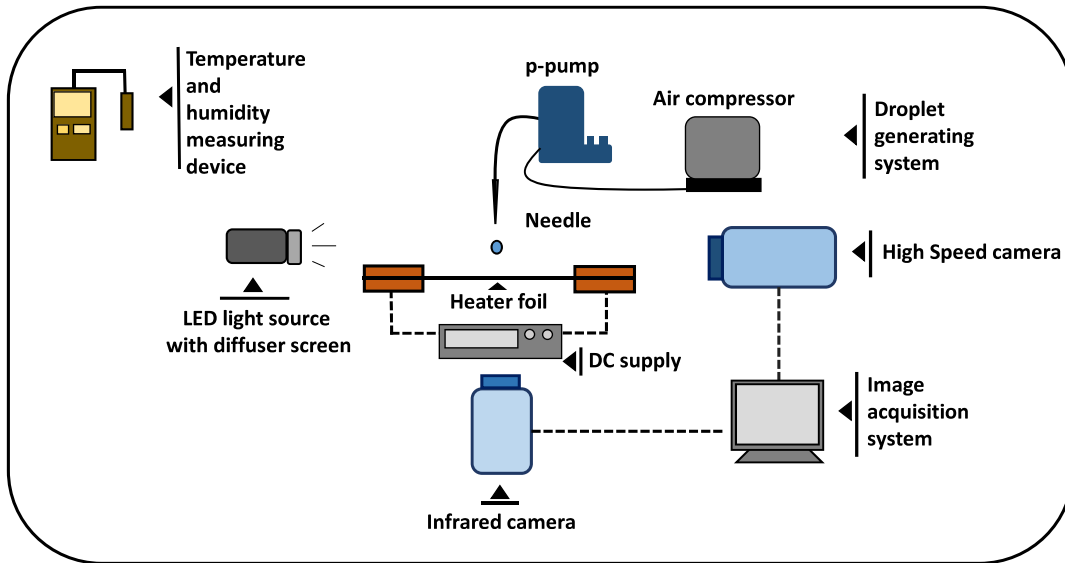 Temperature
and
humidity
measuring
device
p-pump
Air compressor
Droplet
generating
system
Needle
High Speed camera
Heater foil
LED light source
with diffuser screen
DC supply
Image
acquisition
system
Infrared camera